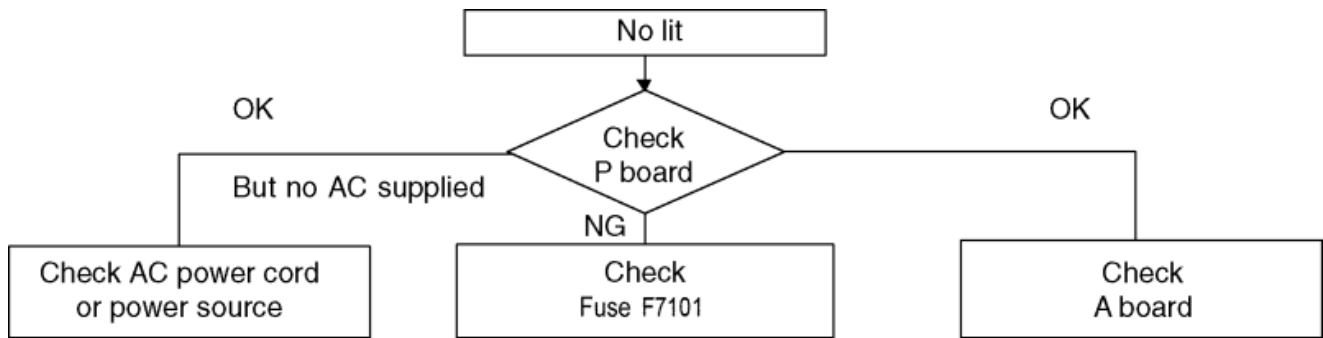 No lit
OK
OK
Check
P board
But no AC supplied
NG
Check AC power cord
or power source
Check
Fuse F7101
Check
A board